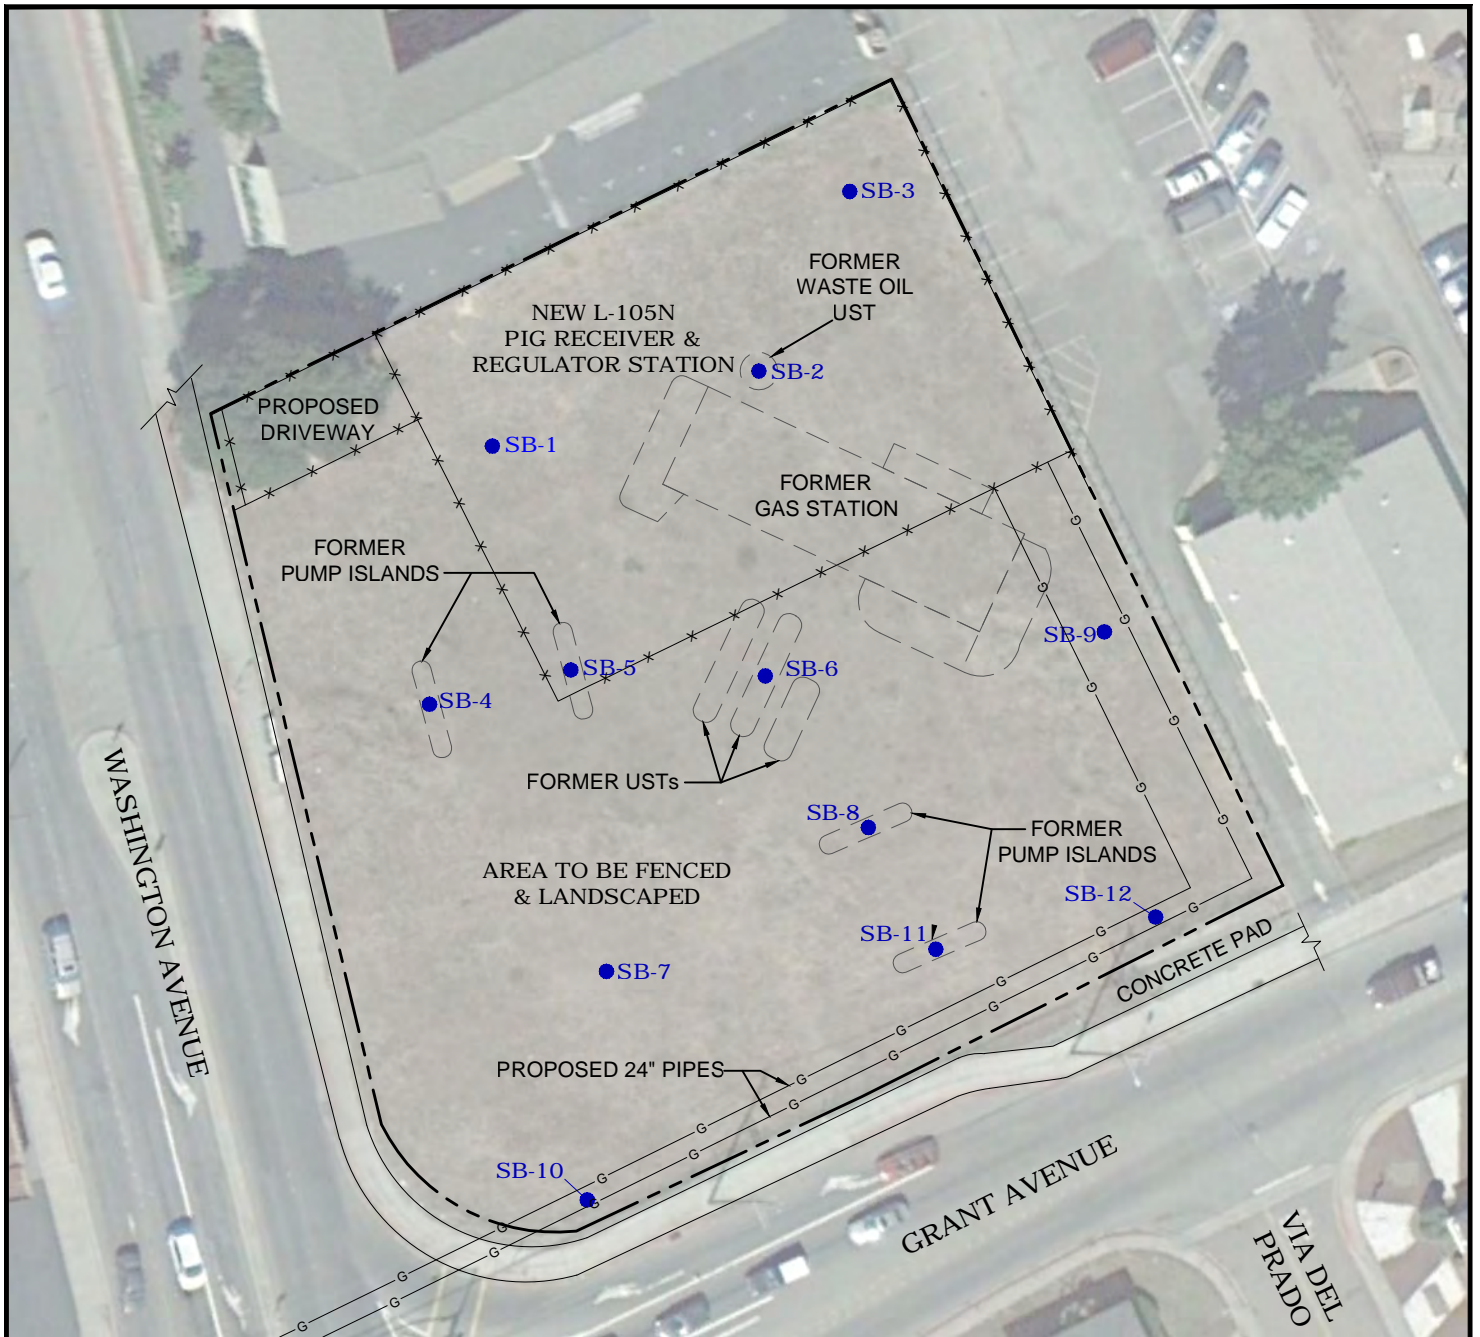 SB-3
FORMER
WASTE OIL
UST
NEW L-105N
PIG RECEIVER &
REGULATOR STATION
SB-2
PROPOSED
DRIVEWAY
SB-1
FORMER
GAS STATION
FORMER
PUMP ISLANDS
G
G
G
SB-9
SB-5
SB-6
SB-4
G
G
FORMER USTs
G
G
SB-8
FORMER
PUMP ISLANDS
AREA TO BE FENCED
& LANDSCAPED
WASHINGTON AVENUE
SB-12
G
SB-11
G
G
CONCRETE PAD
SB-7
G
G
G
G
PROPOSED 24" PIPES
G
G
G
G
SB-10
G
G
GRANT AVENUE
G
G
VIA DEL
PRADO
G
G
G